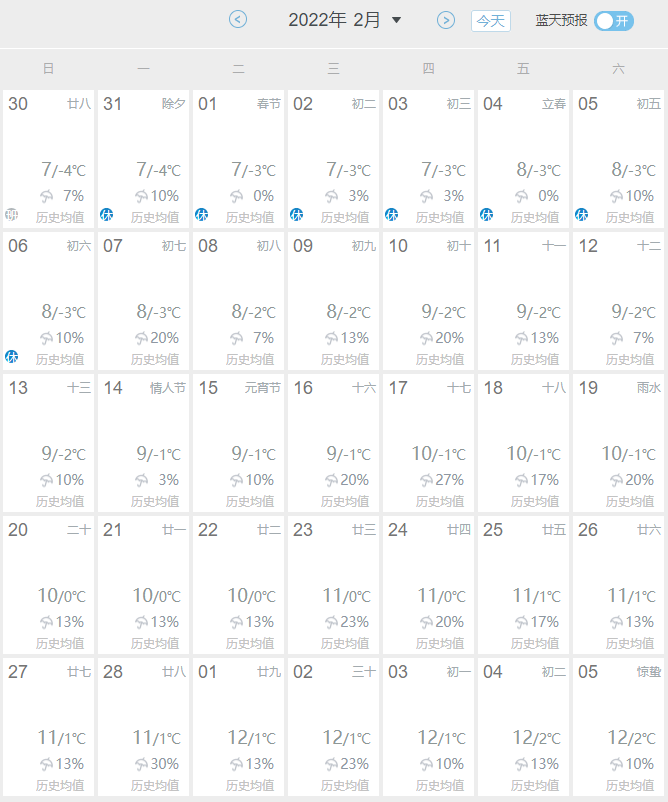 2022年 2月 今天 蓝天预报 开
日 一 二 三 四 五 六
30 廿八 31 除夕 01 春节 02 初二 03 初三 04 立春 05 初五
7/-4℃ 7/-4℃ 7/-3℃ 7/-3℃ 7/-3℃ 8/-3℃ 8/-3℃
7% 10% 0% 3% 3% 0% 10%
班 历史均值 休 历史均值 休 历史均值 休 历史均值 休 历史均值 休 历史均值 休 历史均值
06 初六 07 初七 08 初八 09 初九 10 初十 11 十一 12 十二
8/-3℃ 8/-3℃ 8/-2℃ 8/-2℃ 9/-2℃ 9/-2℃ 9/-2℃
10% 20% 7% 13% 20% 13% 7%
休 历史均值 历史均值 历史均值 历史均值 历史均值 历史均值 历史均值
13 十三 14 情人节 15 元宵节 16 十六 17 十七 18 十八 19 雨水
9/-2℃ 9/-1℃ 9/-1℃ 9/-1℃ 10/-1℃ 10/-1℃ 10/-1℃
10% 3% 10% 20% 27% 17% 20%
历史均值 历史均值 历史均值 历史均值 历史均值 历史均值 历史均值
20 二十 21 廿一 22 廿二 23 廿三 24 廿四 25 廿五 26 廿六
10/0℃ 10/0℃ 10/0℃ 11/0℃ 11/0℃ 11/1℃ 11/1℃
13% 13% 13% 23% 20% 17% 13%
历史均值 历史均值 历史均值 历史均值 历史均值 历史均值 历史均值
27 廿七 28 廿八 01 廿九 02 三十 03 初一 04 初二 05 惊蛰
11/1℃ 11/1℃ 12/1℃ 12/1℃ 12/1℃ 12/2℃ 12/2℃
13% 30% 13% 23% 10% 13% 10%
历史均值 历史均值 历史均值 历史均值 历史均值 历史均值 历史均值